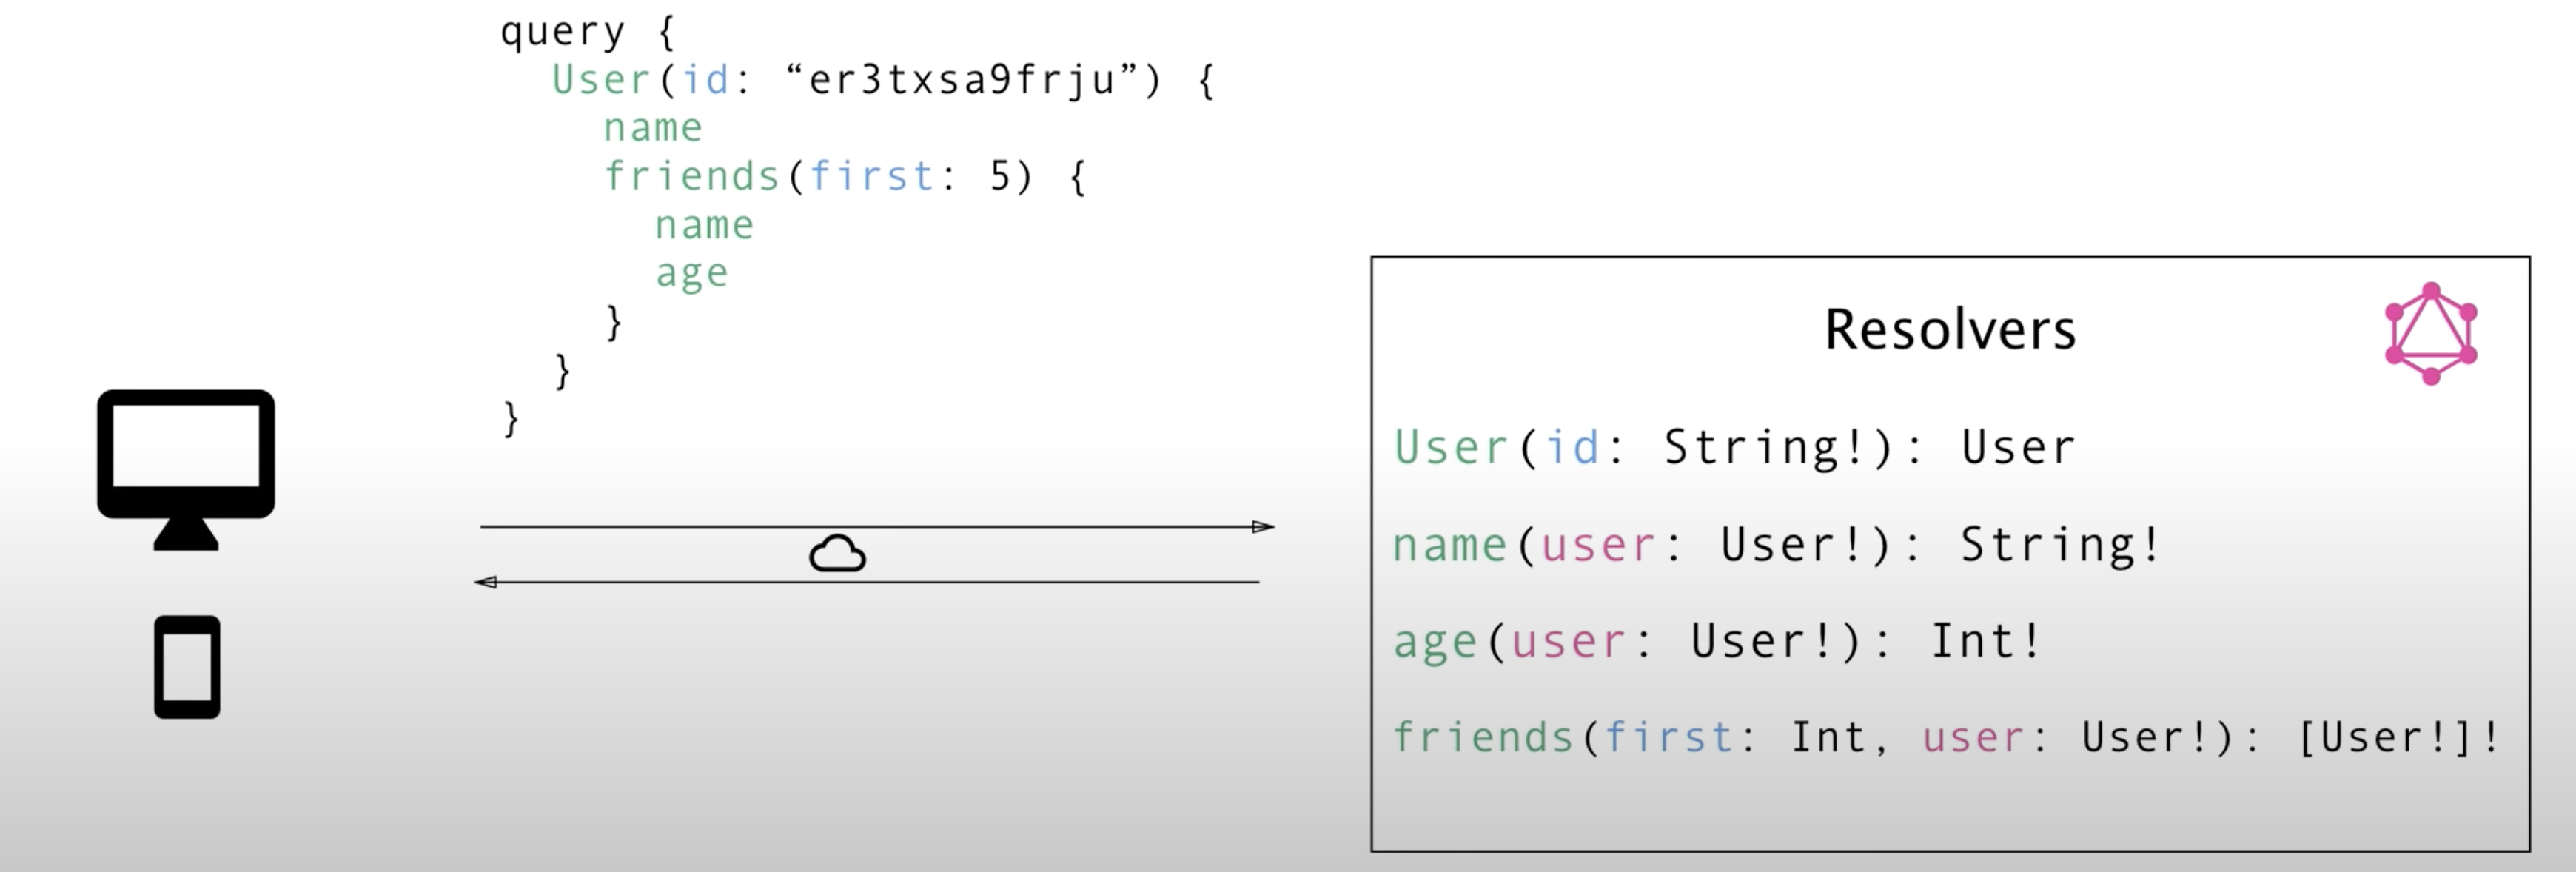 query {
User(id: “er3txsa9frju”) {
name
friends(first: 5) {
name
age
}
}
}
Resolvers
User(id: String!): User
name(user: User!): String!
age(user: User!): Int!
friends(first: Int, user: User!): [User!]!